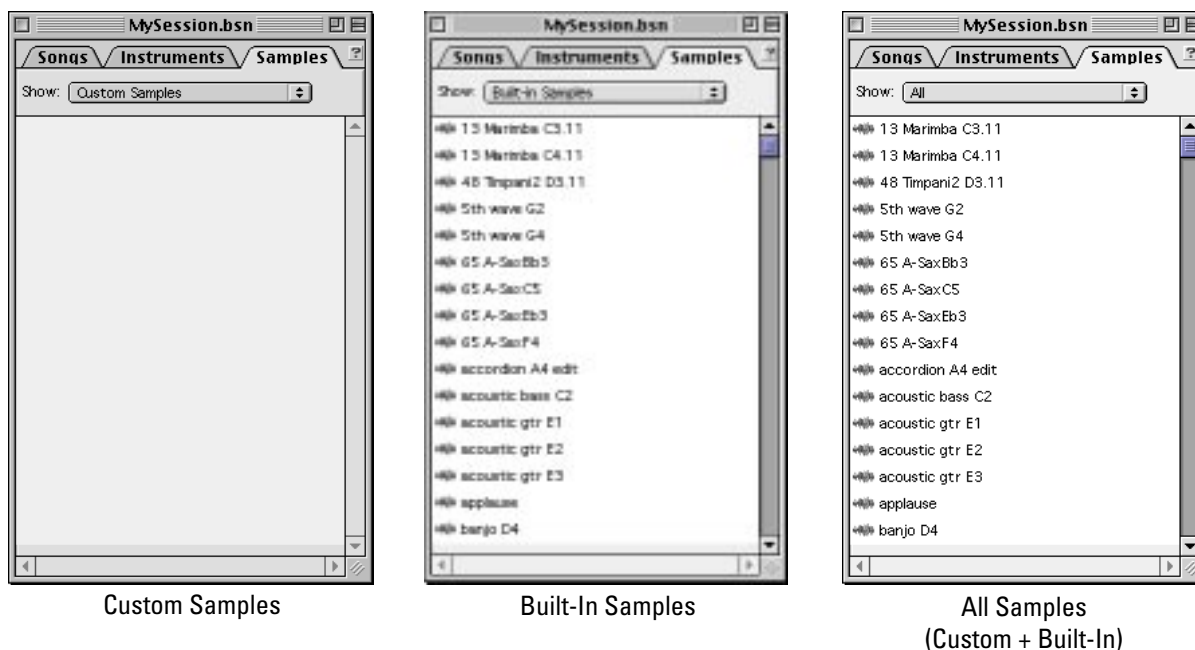 MySession.bsn
Songs Instruments Samples ?
Show: Custom Samples
Custom Samples
MySession.bsn
Songs Instruments Samples ?
Show: Built-in Samples
13 Marimba C3.11
13 Marimba C4.11
48 Timpani2 D3.11
5th wave G2
5th wave G4
65 A-SaxBb3
65 A-SaxC5
65 A-SaxEb3
65 A-SaxF4
accordion A4 edit
acoustic bass C2
acoustic gtr E1
acoustic gtr E2
acoustic gtr E3
applause
banjo D4
Built-In Samples
MySession.bsn
Songs Instruments Samples ?
Show: All
13 Marimba C3.11
13 Marimba C4.11
48 Timpani2 D3.11
5th wave G2
5th wave G4
65 A-SaxBb3
65 A-SaxC5
65 A-SaxEb3
65 A-SaxF4
accordion A4 edit
acoustic bass C2
acoustic gtr E1
acoustic gtr E2
acoustic gtr E3
applause
banjo D4
All Samples
(Custom + Built-In)